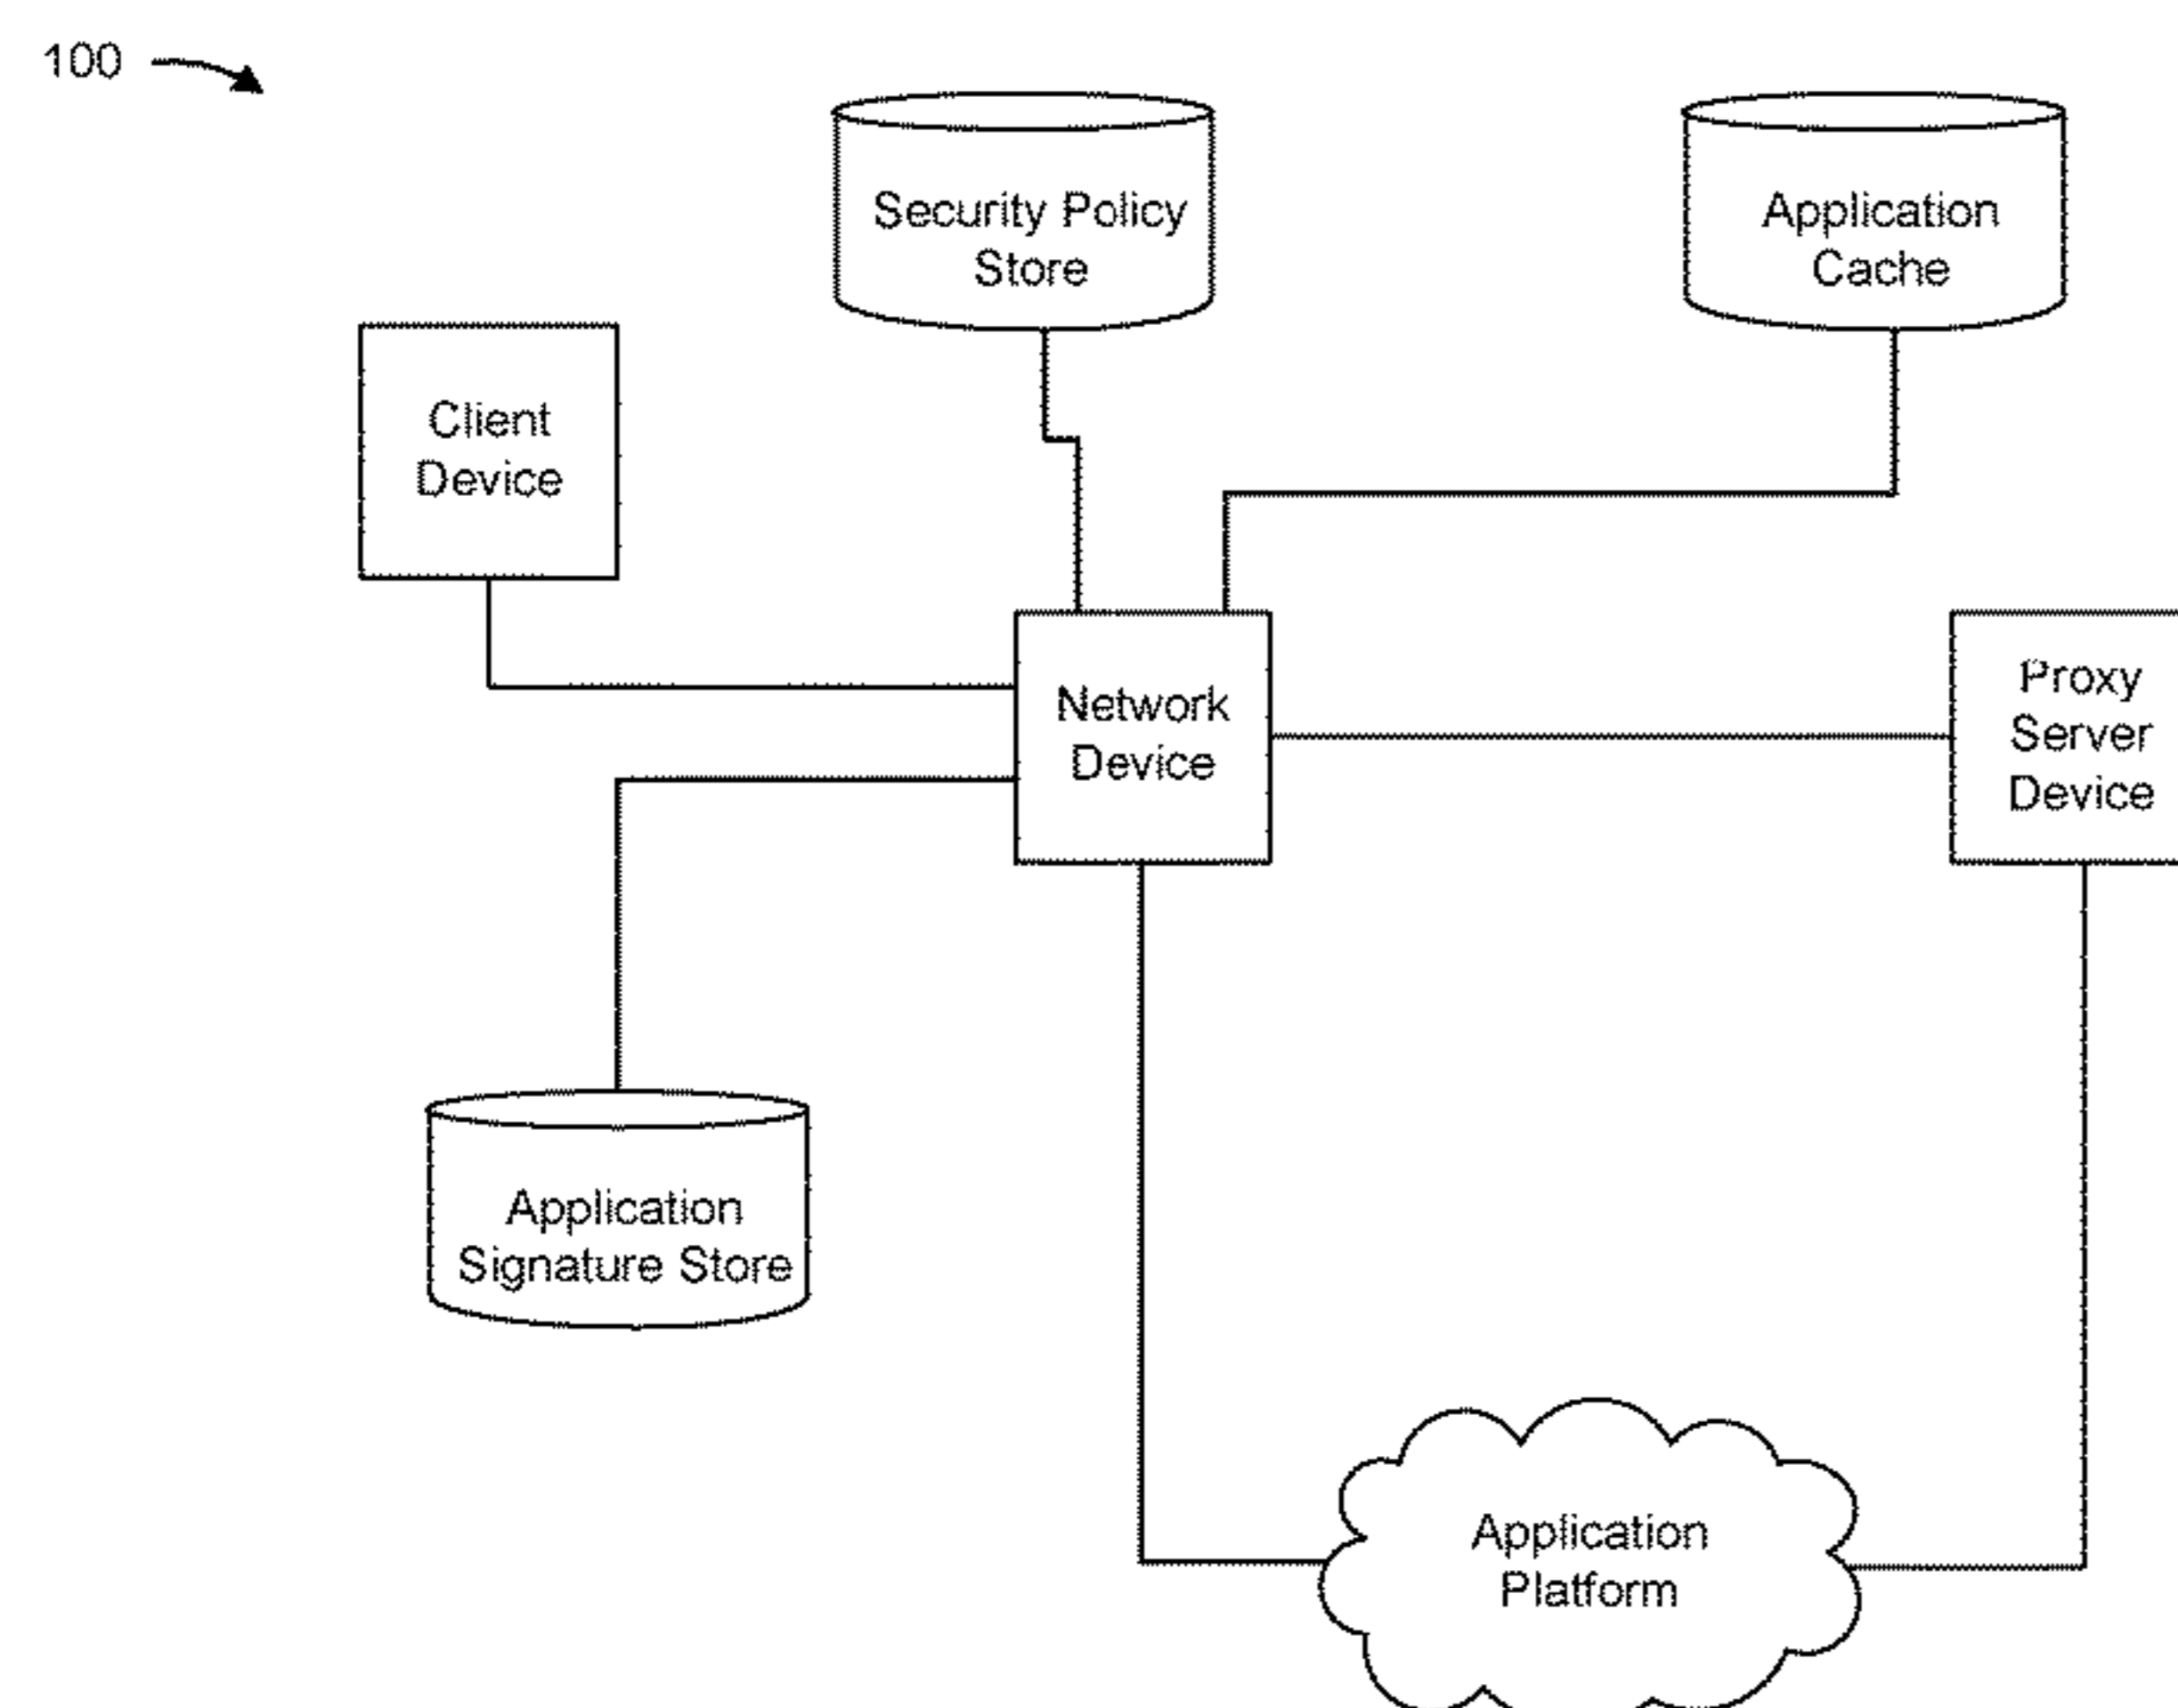 100
Security Policy
Store
Application
Cache
Client
Device
Network
Device
Proxy
Server
Device
Application
Signature Store
Application
Platform